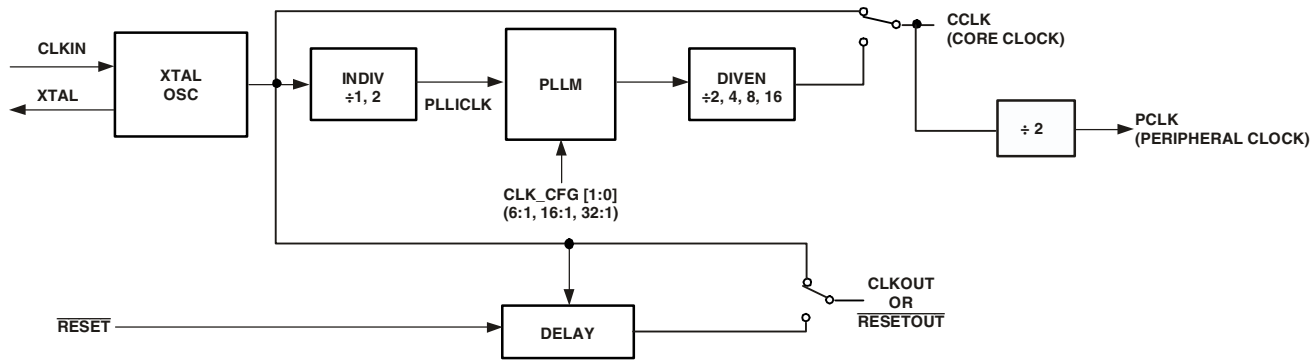 CLKIN
XTAL
XTAL
OSC
INDIV
÷1, 2
PLLICLK
PLLM
CLK_CFG [1:0]
(6:1, 16:1, 32:1)
DIVEN
÷2, 4, 8, 16
CCLK
(CORE CLOCK)
÷ 2
PCLK
(PERIPHERAL CLOCK)
RESET
DELAY
CLKOUT
OR
RESETOUT